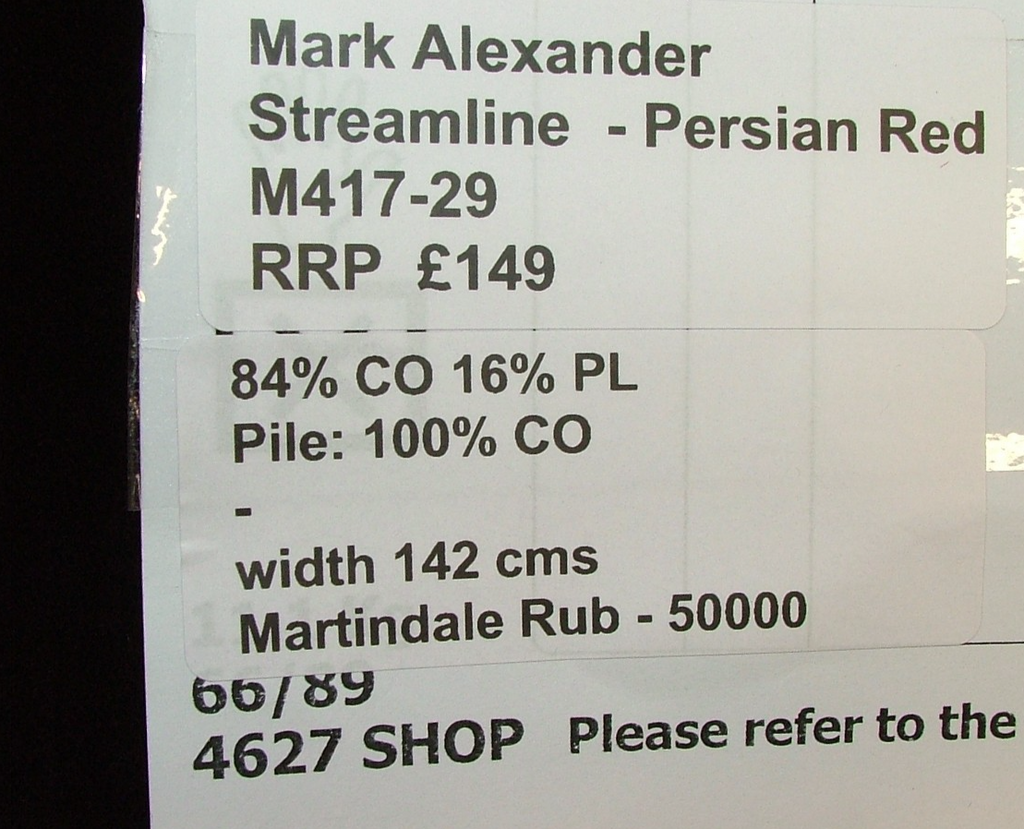 Mark Alexander
Streamline - Persian Red
M417-29
RRP £149
84% CO 16% PL
Pile: 100% CO
-
width 142 cms
Martindale Rub - 50000
66/89
4627 SHOP Please refer to the